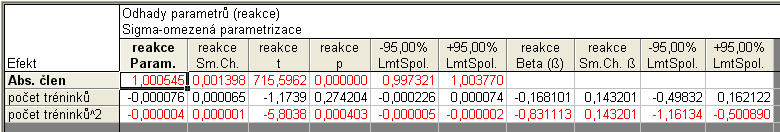 Odhady parametrů (reakce)
Sigma-omezená parametrizace
Efekt reakce Param. reakce Sm.Ch. reakce t reakce p -95,00% LmtSpol. +95,00% LmtSpol. reakce Beta (ß) reakce Sm.Ch. ß -95,00% LmtSpol. +95,00% LmtSpol.
Abs. člen 1,000545 0,001398 715,5962 0,000000 0,997321 1,003770
počet tréninků -0,000076 0,000065 -1,1739 0,274204 -0,000226 0,000074 -0,168101 0,143201 -0,49832 0,162122
počet tréninků^2 -0,000004 0,000001 -5,8038 0,000403 -0,000005 -0,000002 -0,831113 0,143201 -1,16134 -0,500890